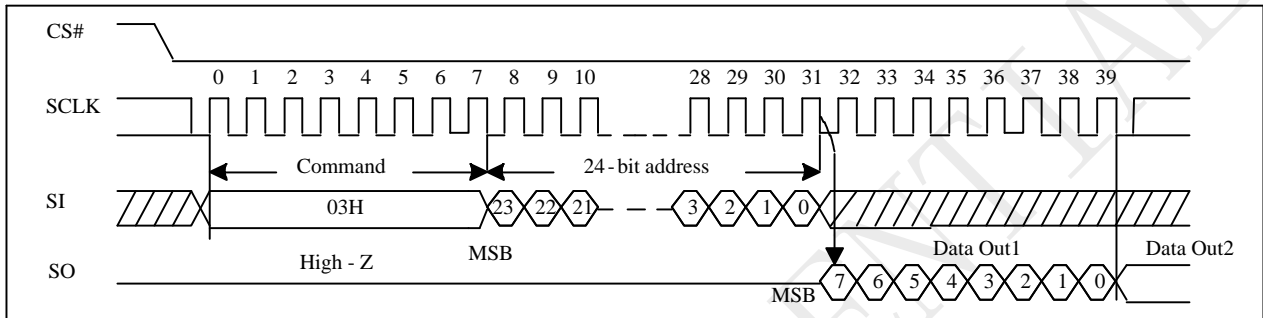 CS#
0 1 2 3 4 5 6 7 8 9 10 28 29 30 31 32 33 34 35 36 37 38 39
SCLK
Command 24-bit address
SI 03H 23 22 21 3 2 1 0
High - Z MSB Data Out1 Data Out2
SO MSB 7 6 5 4 3 2 1 0